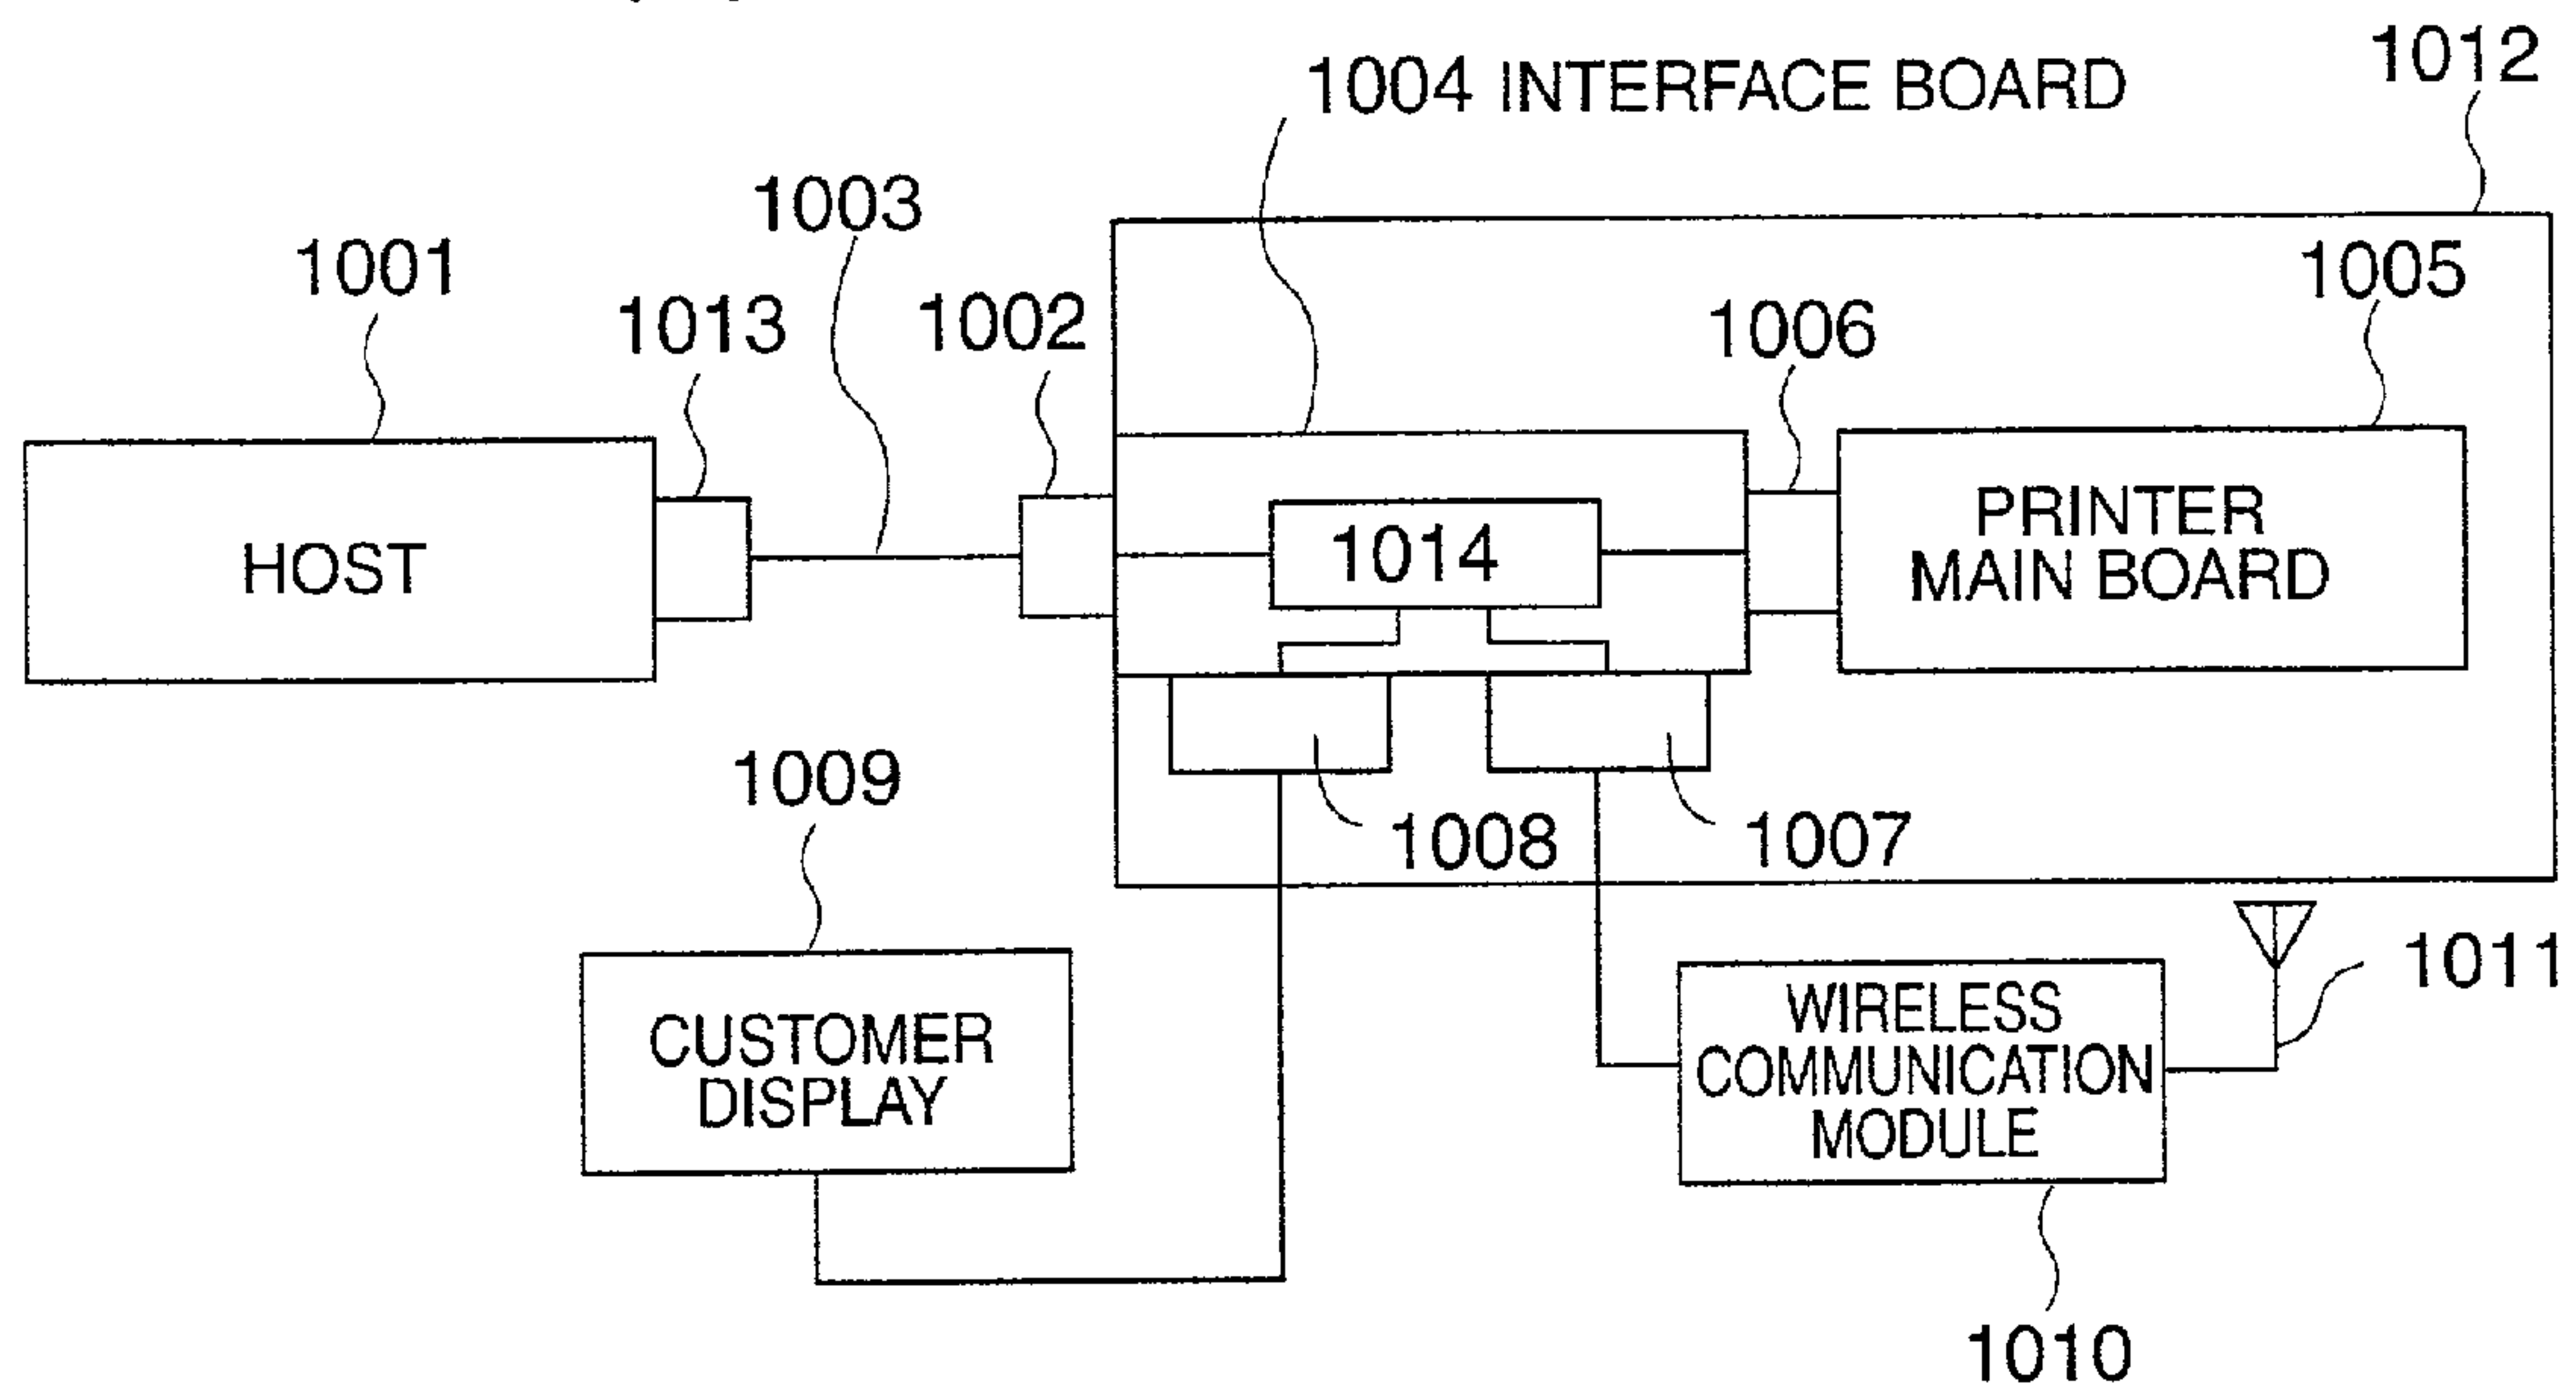 1012
1004 INTERFACE BOARD
1003
1001
1005
1013
1002
1006
HOST
1014
PRINTER
MAIN BOARD
1009
1008
1007
1011
CUSTOMER
DISPLAY
WIRELESS
COMMUNICATION
MODULE
1010